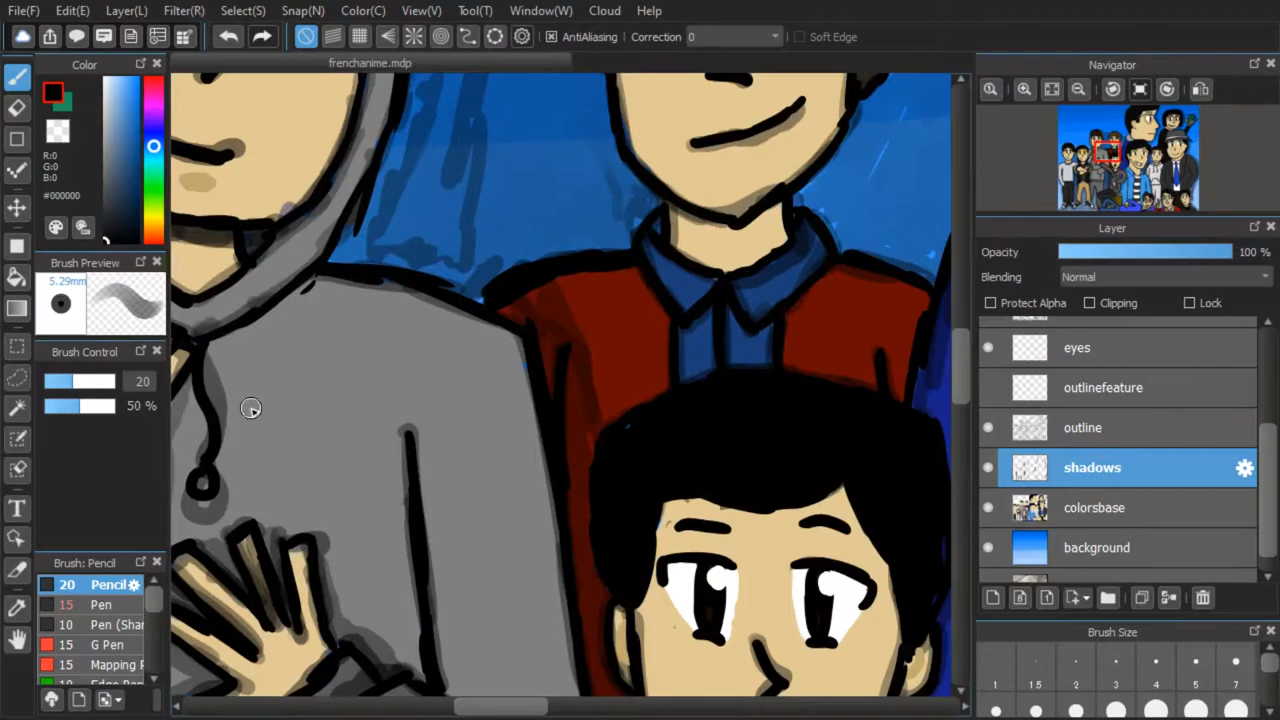 File(F) Edit(E) Layer(L) Filter(R) Select(S) Snap(N) Color(C) View(V) Tool(T) Window(W) Cloud Help
AntiAliasing Correction 0 Soft Edge
Color
frenchanime.mdp
Navigator
R:0
G:0
B:0
#000000
Layer
Opacity 100 %
Brush Preview
Blending Normal
5.29mm
Protect Alpha Clipping Lock
Brush Control
eyes
20
outlinefeature
50 %
outline
shadows
colorsbase
background
Brush: Pencil
20 Pencil
15 Pen
10 Pen (Shar
15 G Pen
15 Mapping P
Brush Size
1 1.5 2 3 4 5 7